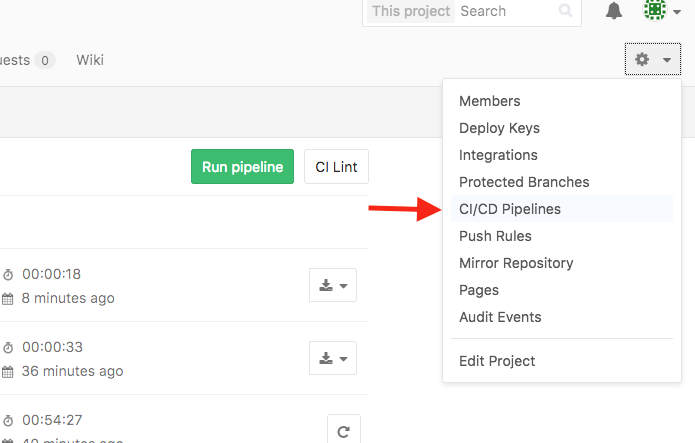 This project Search
uests 0 Wiki
Members
Deploy Keys
Integrations
Protected Branches
CI/CD Pipelines
Push Rules
Mirror Repository
Pages
Audit Events
Edit Project
Run pipeline CI Lint
00:00:18
8 minutes ago
00:00:33
36 minutes ago
00:54:27
40 minutes ago